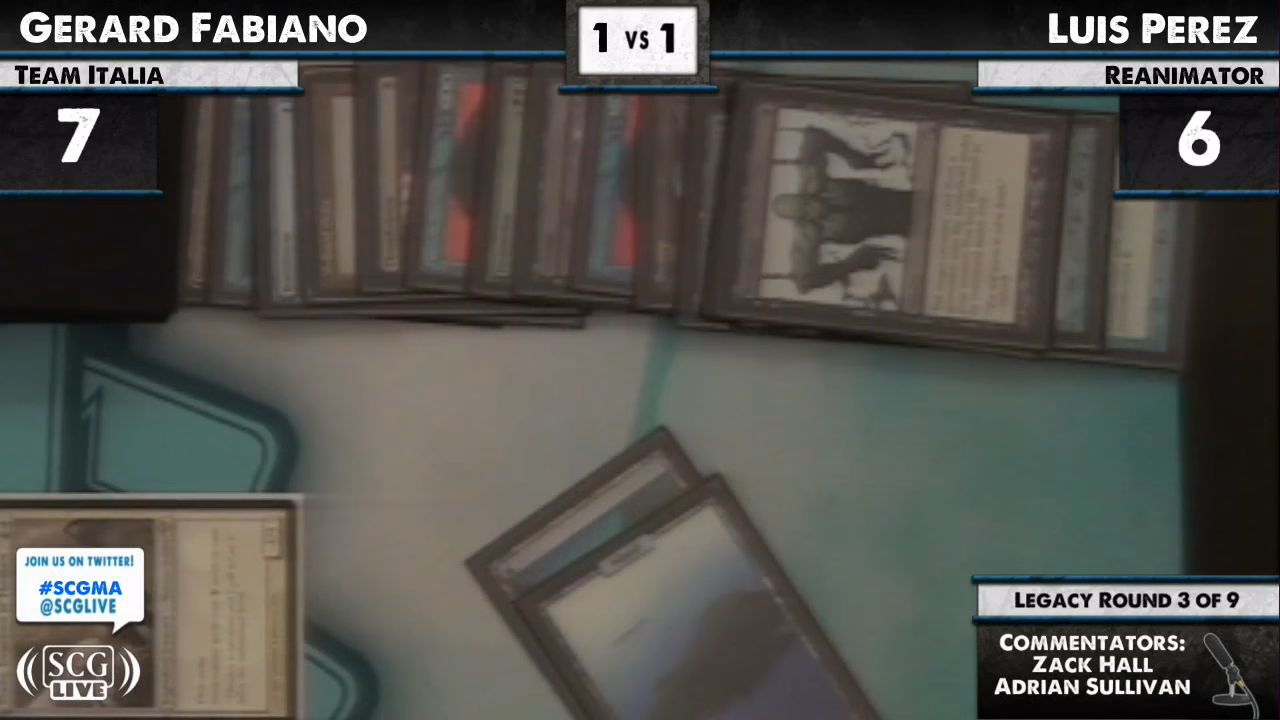 GERARD FABIANO
1 VS 1
LUIS PEREZ
TEAM ITALIA
REANIMATOR
7
6
JOIN US ON TWITTER!
#SCGMA
@SCGLIVE
SCG
LIVE
LEGACY ROUND 3 OF 9
COMMENTATORS:
ZACK HALL
ADRIAN SULLIVAN